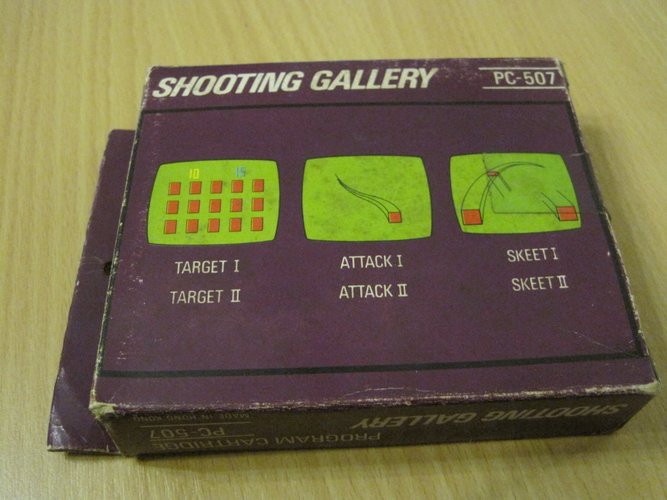 SHOOTING GALLERY
PC-507
10 15
TARGET I
TARGET II
ATTACK I
ATTACK II
SKEET I
SKEET II
SHOOTING GALLERY
PROGRAM CARTRIDGE
PC-507
MADE IN HONG KONG